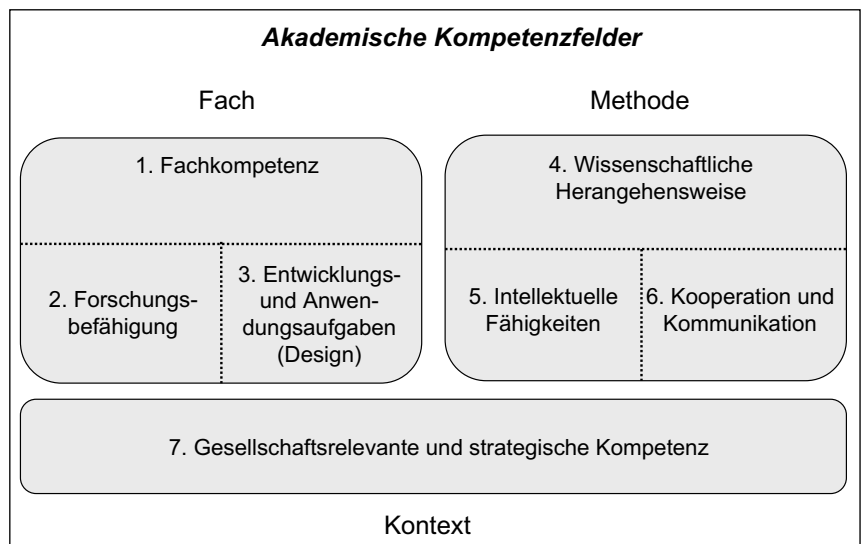 Akademische Kompetenzfelder
Fach
Methode
1. Fachkompetenz
2. Forschungs-
befähigung
3. Entwicklungs-
und Anwen-
dungsaufgaben
(Design)
4. Wissenschaftliche
Herangehensweise
5. Intellektuelle
Fähigkeiten
6. Kooperation und
Kommunikation
7. Gesellschaftsrelevante und strategische Kompetenz
Kontext